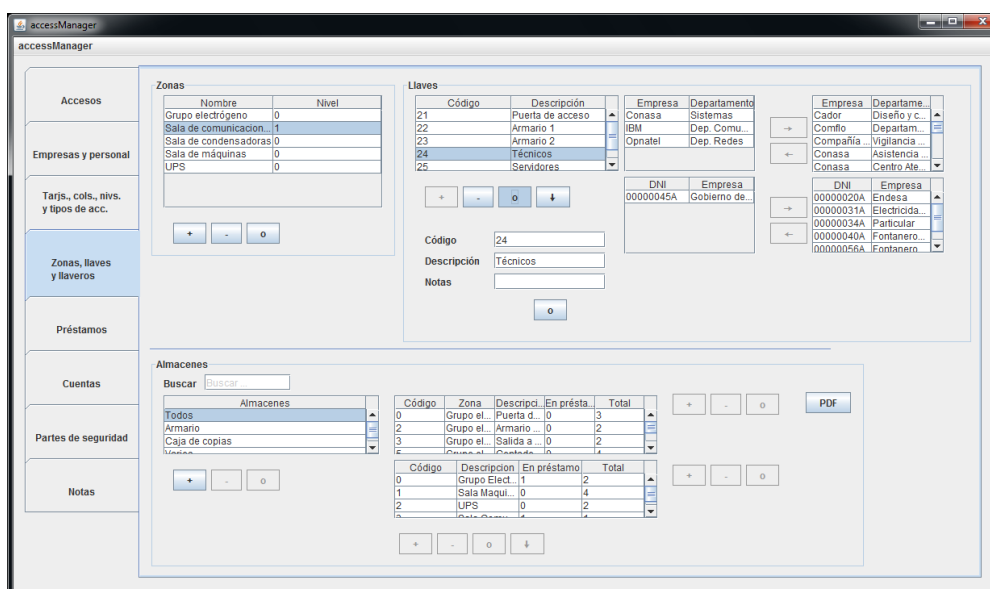 accessManager
accessManager
Accesos
Empresas y personal
Tarjs., cols., nivs.
y tipos de acc.
Zonas, llaves
y llaveros
Préstamos
Cuentas
Partes de seguridad
Notas
Zonas
Nombre Nivel
Grupo electrógeno 0
Sala de comunicacion... 1
Sala de condensadoras 0
Sala de máquinas 0
UPS 0
+ - o
Llaves
Código Descripción
21 Puerta de acceso
22 Armario 1
23 Armario 2
24 Técnicos
25 Servidores
+ - o
Código 24
Descripción Técnicos
Notas
o
Empresa Departamento
Conasa Sistemas
IBM Dep. Comu...
Opnatel Dep. Redes
DNI Empresa
00000045A Gobierno de...
→
←
→
←
Empresa Departame...
Cador Diseño y c...
Comflo Departam...
Compañía ... Vigilancia ...
Conasa Asistencia ...
Conasa Centro Ate...
DNI Empresa
00000020A Endesa
00000031A Electricida...
00000034A Particular
00000040A Fontanero...
00000056A Fontanero
Almacenes
Buscar Buscar...
Almacenes
Todos
Armario
Caja de copias
Varios
+ - o
Código Zona Descripci... En présta... Total
0 Grupo el... Puerta d... 0 3
2 Grupo el... Armario ... 0 2
3 Grupo el... Salida a ... 0 2
+ - o
PDF
Código Descripcion En préstamo Total
0 Grupo Elect... 1 2
1 Sala Maqui... 0 4
2 UPS 0 2
+ - o
+ - o